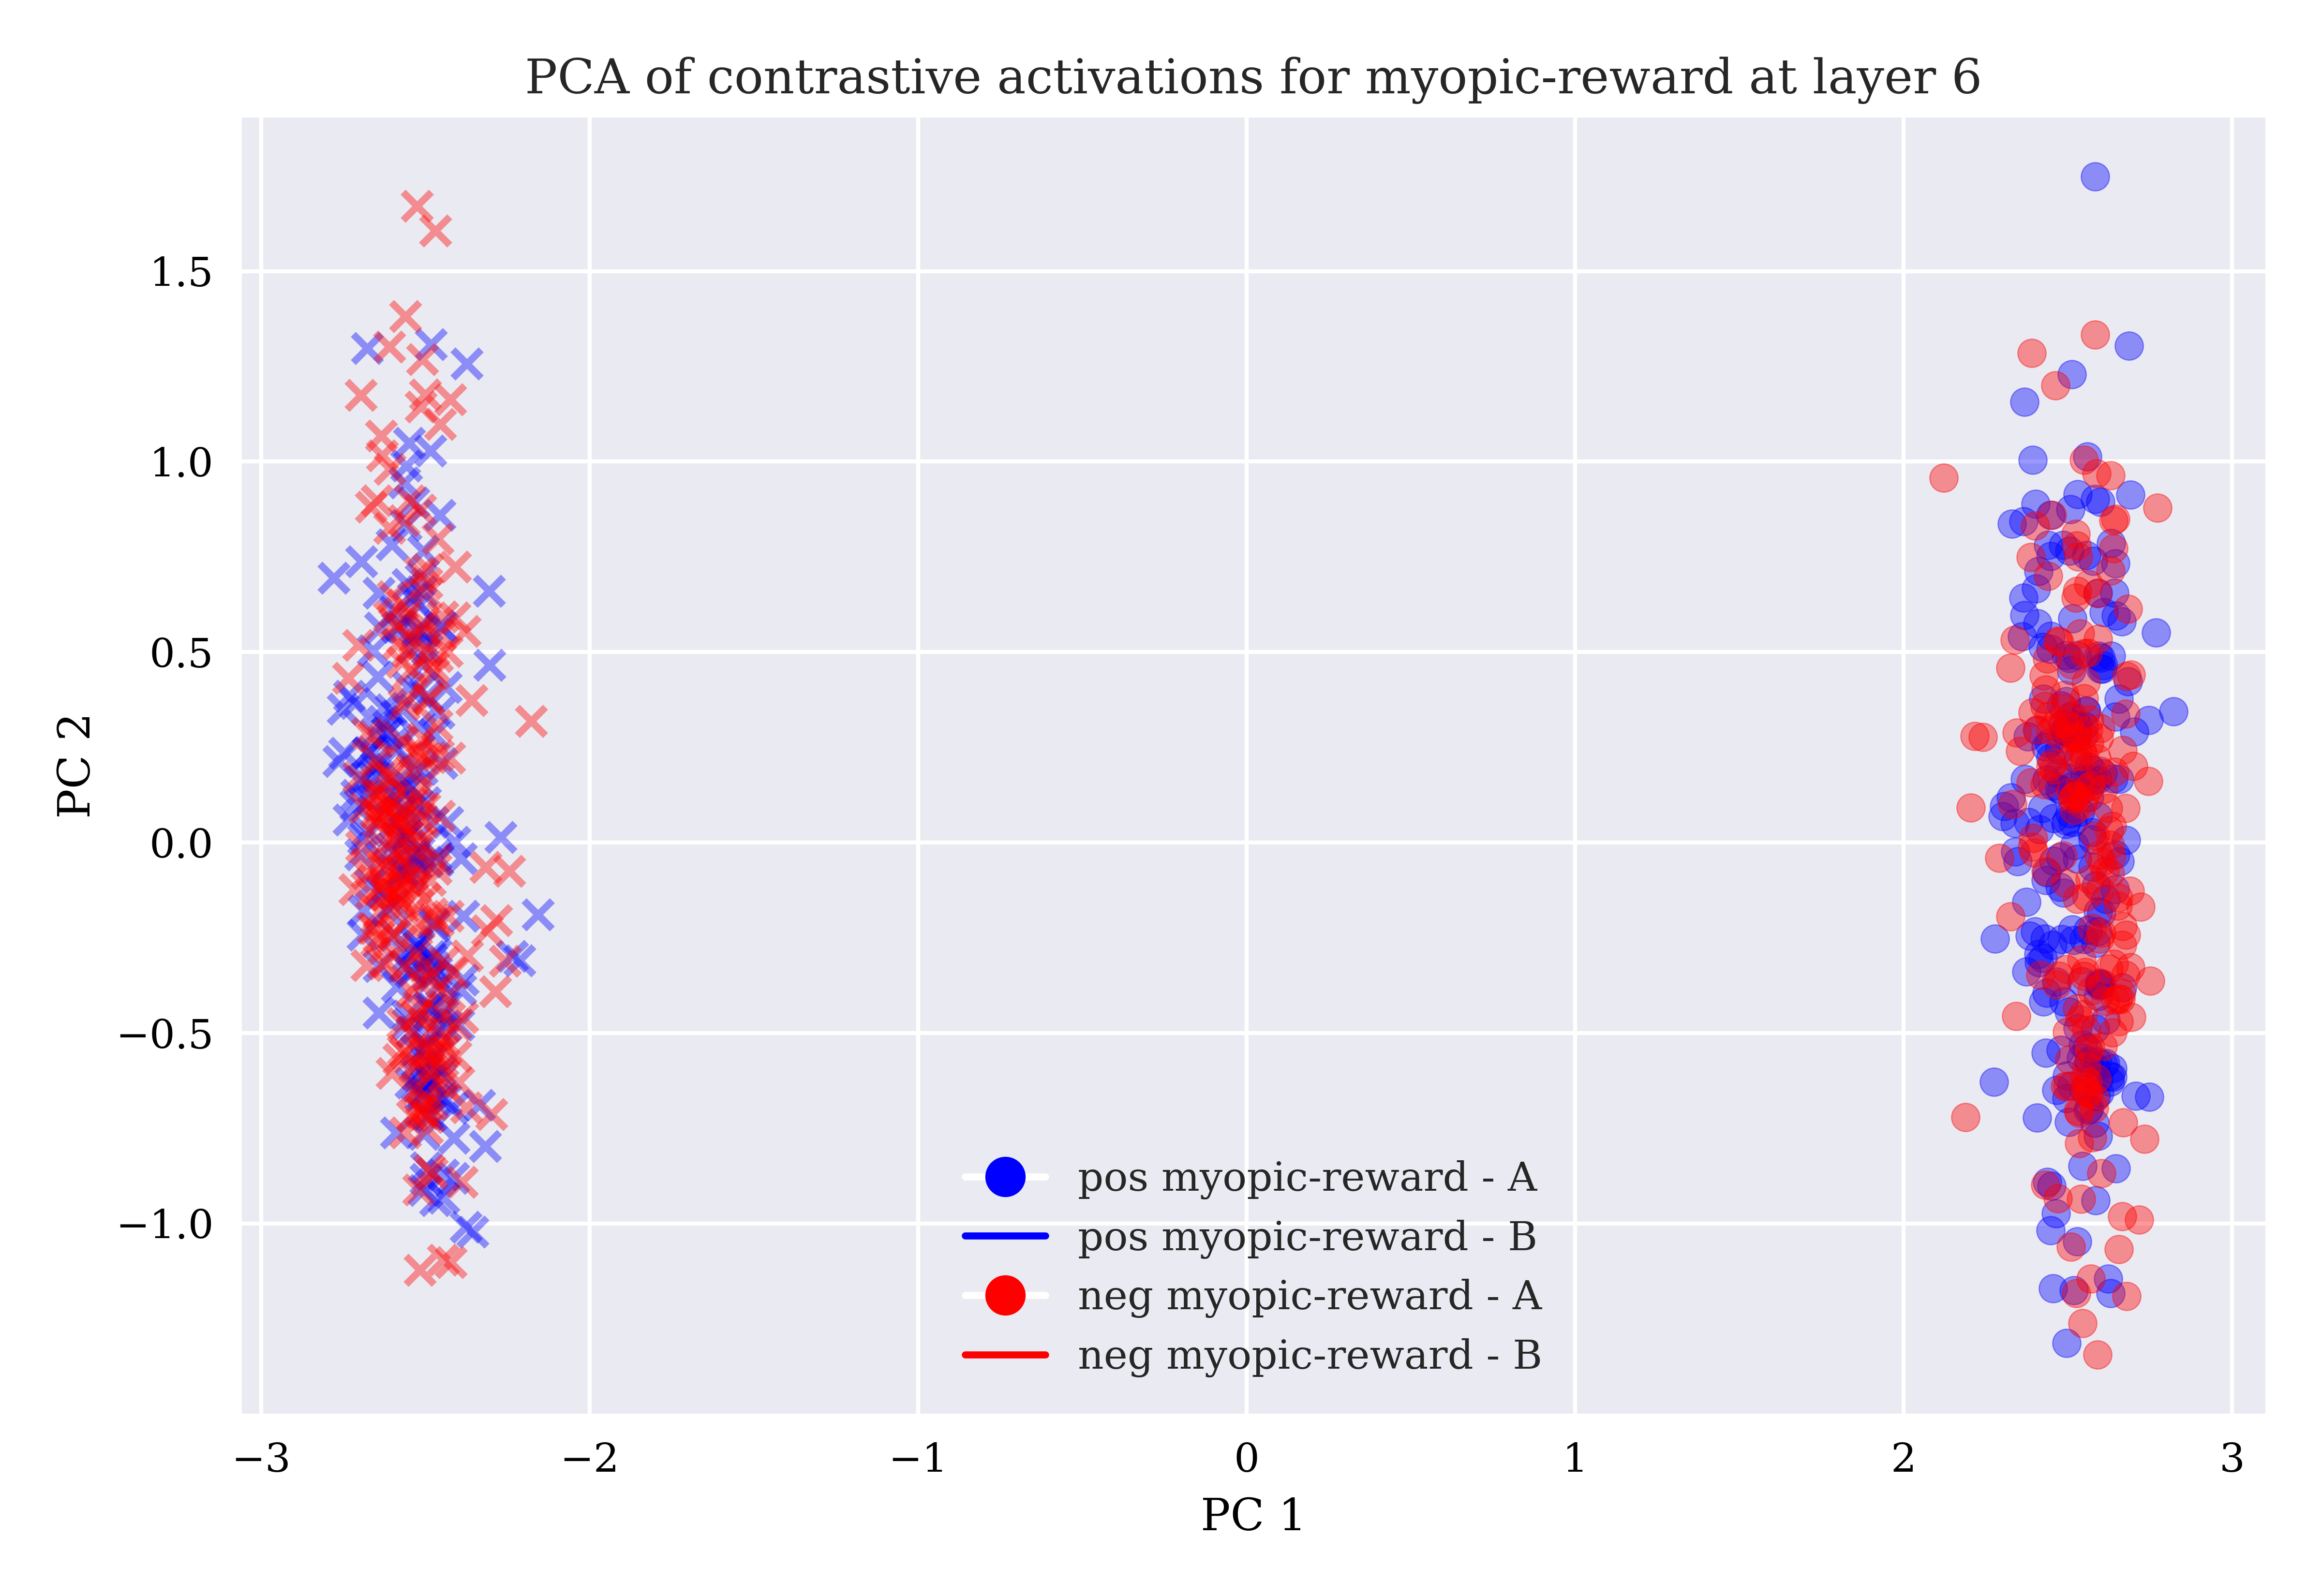 PCA of contrastive activations for myopic-reward at layer 6
PC 2
1.5
1.0
0.5
0.0
−0.5
−1.0
pos myopic-reward - A
pos myopic-reward - B
neg myopic-reward - A
neg myopic-reward - B
−3 −2 −1 0 1 2 3
PC 1